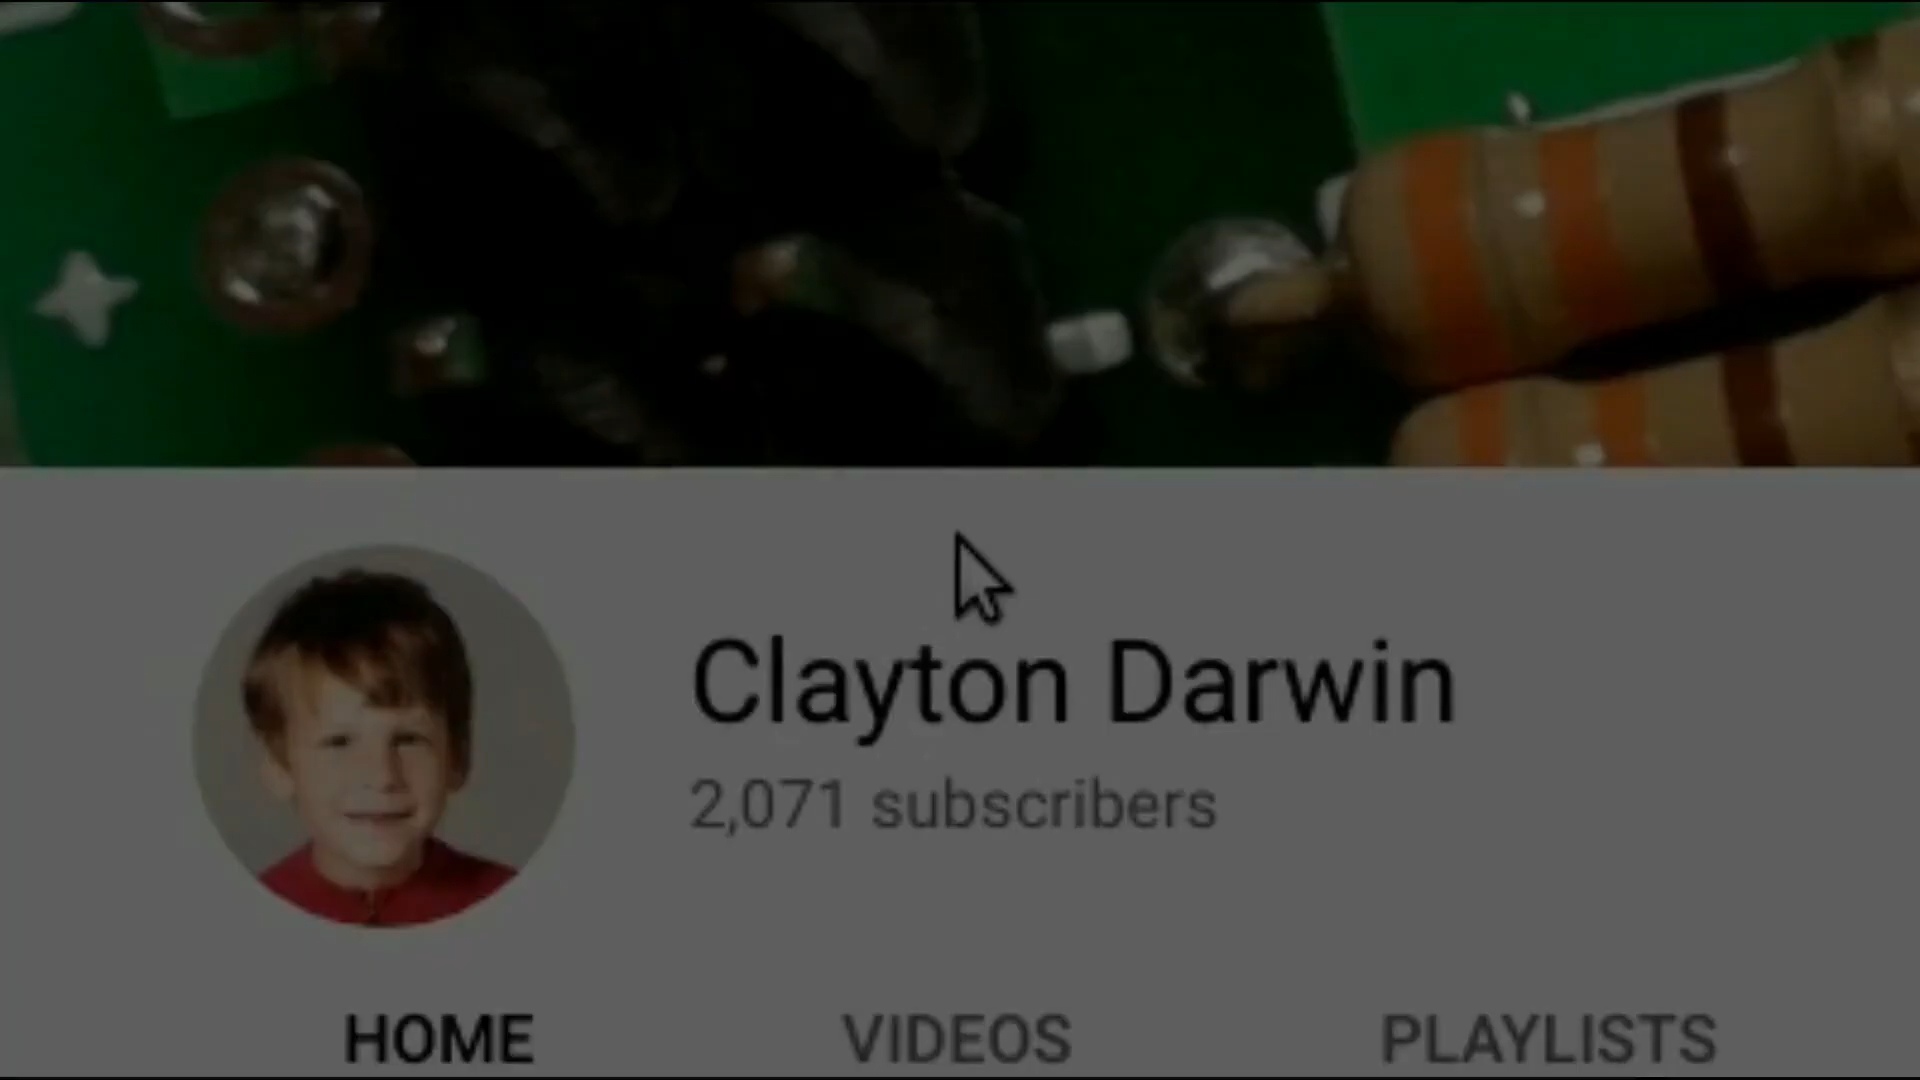 Clayton Darwin
2,071 subscribers
HOME
VIDEOS
PLAYLISTS